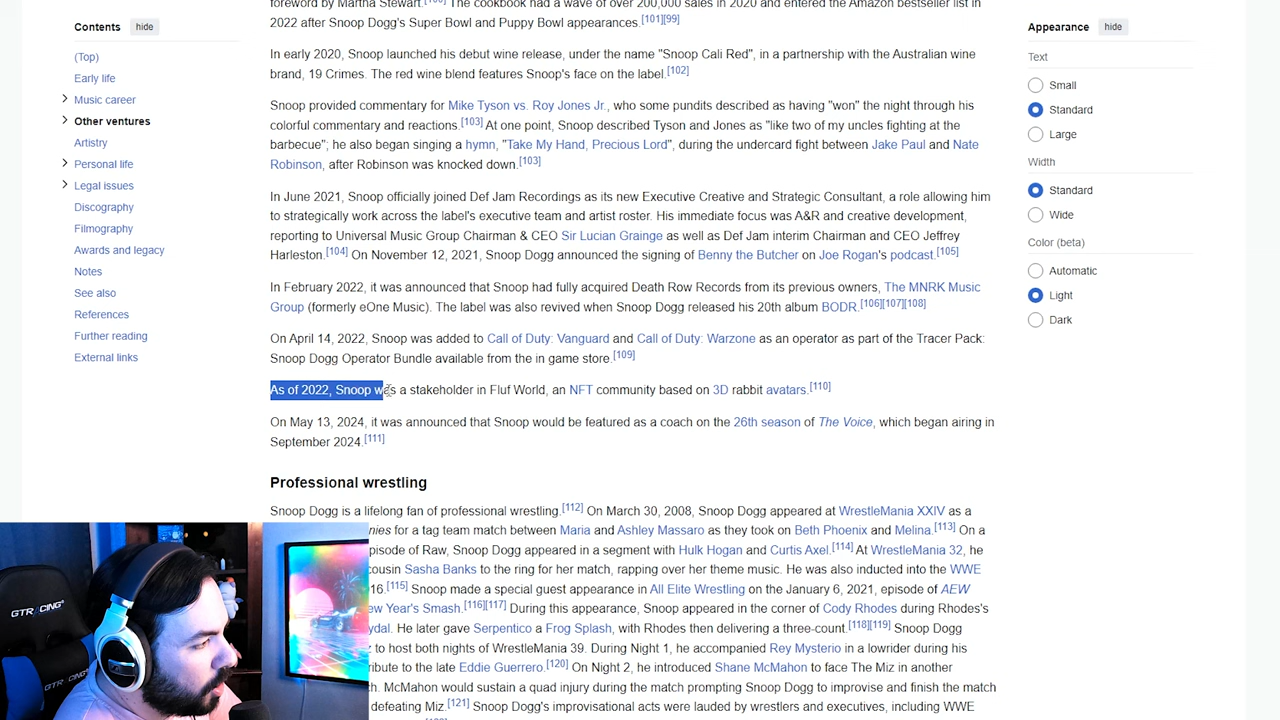 Contents hide
(Top)
Early life
Music career
Other ventures
Artistry
Personal life
Legal issues
Discography
Filmography
Awards and legacy
Notes
See also
References
Further reading
External links
foreword by Martha Stewart. The cookbook had a wave of over 200,000 sales in 2020 and entered the Amazon bestseller list in
2022 after Snoop Dogg's Super Bowl and Puppy Bowl appearances.[101][99]
In early 2020, Snoop launched his debut wine release, under the name "Snoop Cali Red", in a partnership with the Australian wine
brand, 19 Crimes. The red wine blend features Snoop's face on the label.[102]
Snoop provided commentary for Mike Tyson vs. Roy Jones Jr., who some pundits described as having "won" the night through his
colorful commentary and reactions.[103] At one point, Snoop described Tyson and Jones as "like two of my uncles fighting at the
barbecue"; he also began singing a hymn, "Take My Hand, Precious Lord", during the undercard fight between Jake Paul and Nate
Robinson, after Robinson was knocked down.[103]
In June 2021, Snoop officially joined Def Jam Recordings as its new Executive Creative and Strategic Consultant, a role allowing him
to strategically work across the label's executive team and artist roster. His immediate focus was A&R and creative development,
reporting to Universal Music Group Chairman & CEO Sir Lucian Grainge as well as Def Jam interim Chairman and CEO Jeffrey
Harleston.[104] On November 12, 2021, Snoop Dogg announced the signing of Benny the Butcher on Joe Rogan's podcast.[105]
In February 2022, it was announced that Snoop had fully acquired Death Row Records from its previous owners, The MNRK Music
Group (formerly eOne Music). The label was also revived when Snoop Dogg released his 20th album BODR.[106][107][108]
On April 14, 2022, Snoop was added to Call of Duty: Vanguard and Call of Duty: Warzone as an operator as part of the Tracer Pack:
Snoop Dogg Operator Bundle available from the in game store.[109]
As of 2022, Snoop was a stakeholder in Fluf World, an NFT community based on 3D rabbit avatars.[110]
On May 13, 2024, it was announced that Snoop would be featured as a coach on the 26th season of The Voice, which began airing in
September 2024.[111]
Professional wrestling
Snoop Dogg is a lifelong fan of professional wrestling.[112] On March 30, 2008, Snoop Dogg appeared at WrestleMania XXIV as a
nies for a tag team match between Maria and Ashley Massaro as they took on Beth Phoenix and Melina.[113] On a
pisode of Raw, Snoop Dogg appeared in a segment with Hulk Hogan and Curtis Axel.[114] At WrestleMania 32, he
cousin Sasha Banks to the ring for her match, rapping over her theme music. He was also inducted into the WWE
16.[115] Snoop made a special guest appearance in All Elite Wrestling on the January 6, 2021, episode of AEW
ew Year's Smash.[116][117] During this appearance, Snoop appeared in the corner of Cody Rhodes during Rhodes's
ydal. He later gave Serpentico a Frog Splash, with Rhodes then delivering a three-count.[118][119] Snoop Dogg
to host both nights of WrestleMania 39. During Night 1, he accompanied Rey Mysterio in a lowrider during his
ribute to the late Eddie Guerrero.[120] On Night 2, he introduced Shane McMahon to face The Miz in another
h. McMahon would sustain a quad injury during the match prompting Snoop Dogg to improvise and finish the match
defeating Miz.[121] Snoop Dogg's improvisational acts were lauded by wrestlers and executives, including WWE
Appearance hide
Text
Small
Standard
Large
Width
Standard
Wide
Color (beta)
Automatic
Light
Dark
GTRACING